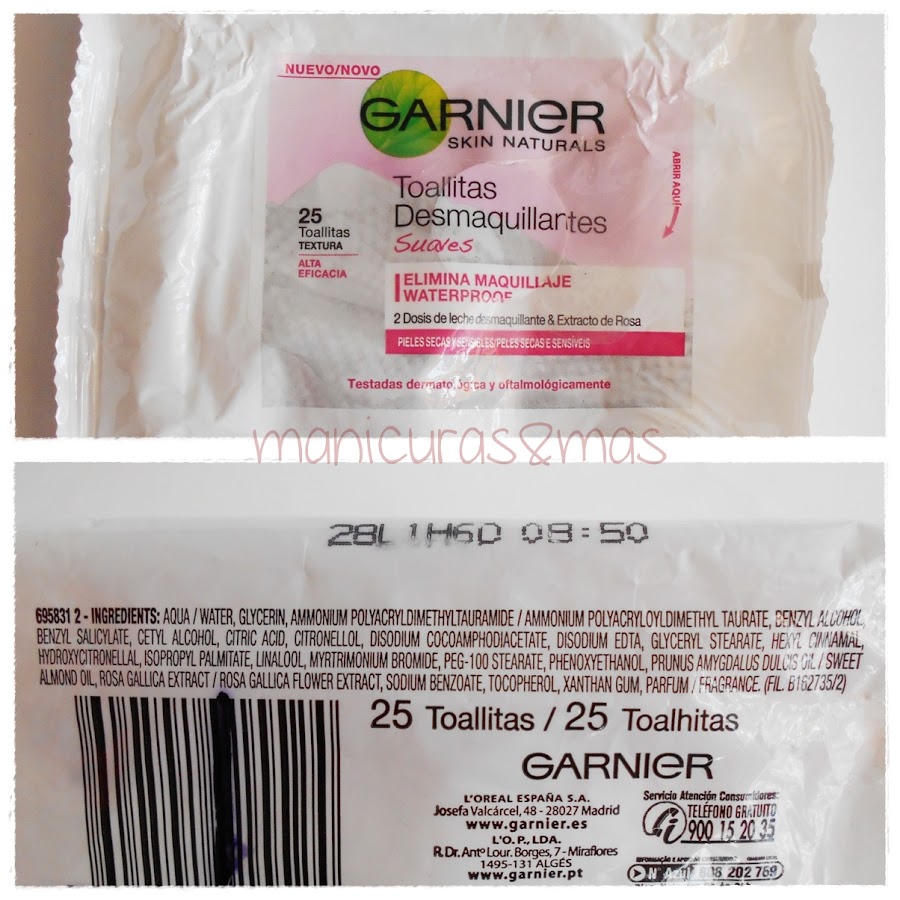 NUEVO/NOVO
GARNIER
SKIN NATURALS
ABRIR AQUÍ
Toallitas
Desmaquillantes
Suaves
25
Toallitas
TEXTURA
ALTA
EFICACIA
ELIMINA MAQUILLAJE
WATERPROOF
2 Dosis de leche desmaquillante & Extracto de Rosa
PIELES SECAS Y SENSIBLES/PELES SECAS E SENSÍVEIS
Testadas dermatológica y oftalmológicamente
manicuras&mas
28L 1H60 08:50
695831 2 - INGREDIENTS: AQUA / WATER, GLYCERIN, AMMONIUM POLYACRYLDIMETHYLTAURAMIDE / AMMONIUM POLYACRYLOYLDIMETHYL TAURATE, BENZYL ALCOHOL,
BENZYL SALICYLATE, CETYL ALCOHOL, CITRIC ACID, CITRONELLOL, DISODIUM COCOAMPHODIACETATE, DISODIUM EDTA, GLYCERYL STEARATE, HEXYL CINNAMAL,
HYDROXYCITRONELLAL, ISOPROPYL PALMITATE, LINALOOL, MYRTRIMONIUM BROMIDE, PEG-100 STEARATE, PHENOXYETHANOL, PRUNUS AMYGDALUS DULCIS OIL / SWEET
ALMOND OIL, ROSA GALLICA EXTRACT / ROSA GALLICA FLOWER EXTRACT, SODIUM BENZOATE, TOCOPHEROL, XANTHAN GUM, PARFUM / FRAGRANCE. (FIL. B162735/2)
25 Toallitas / 25 Toalhitas
GARNIER
L'OREAL ESPAÑA S.A.
Josefa Valcárcel, 48 - 28027 Madrid
www.garnier.es
L'O.P., LDA.
R. Dr. Antº Lour. Borges, 7 - Miraflores
1495-131 ALGÉS
www.garnier.pt
Servicio Atención Consumidores:
TELÉFONO GRATUITO
900 15 20 35
Nº Azul 808 202 769